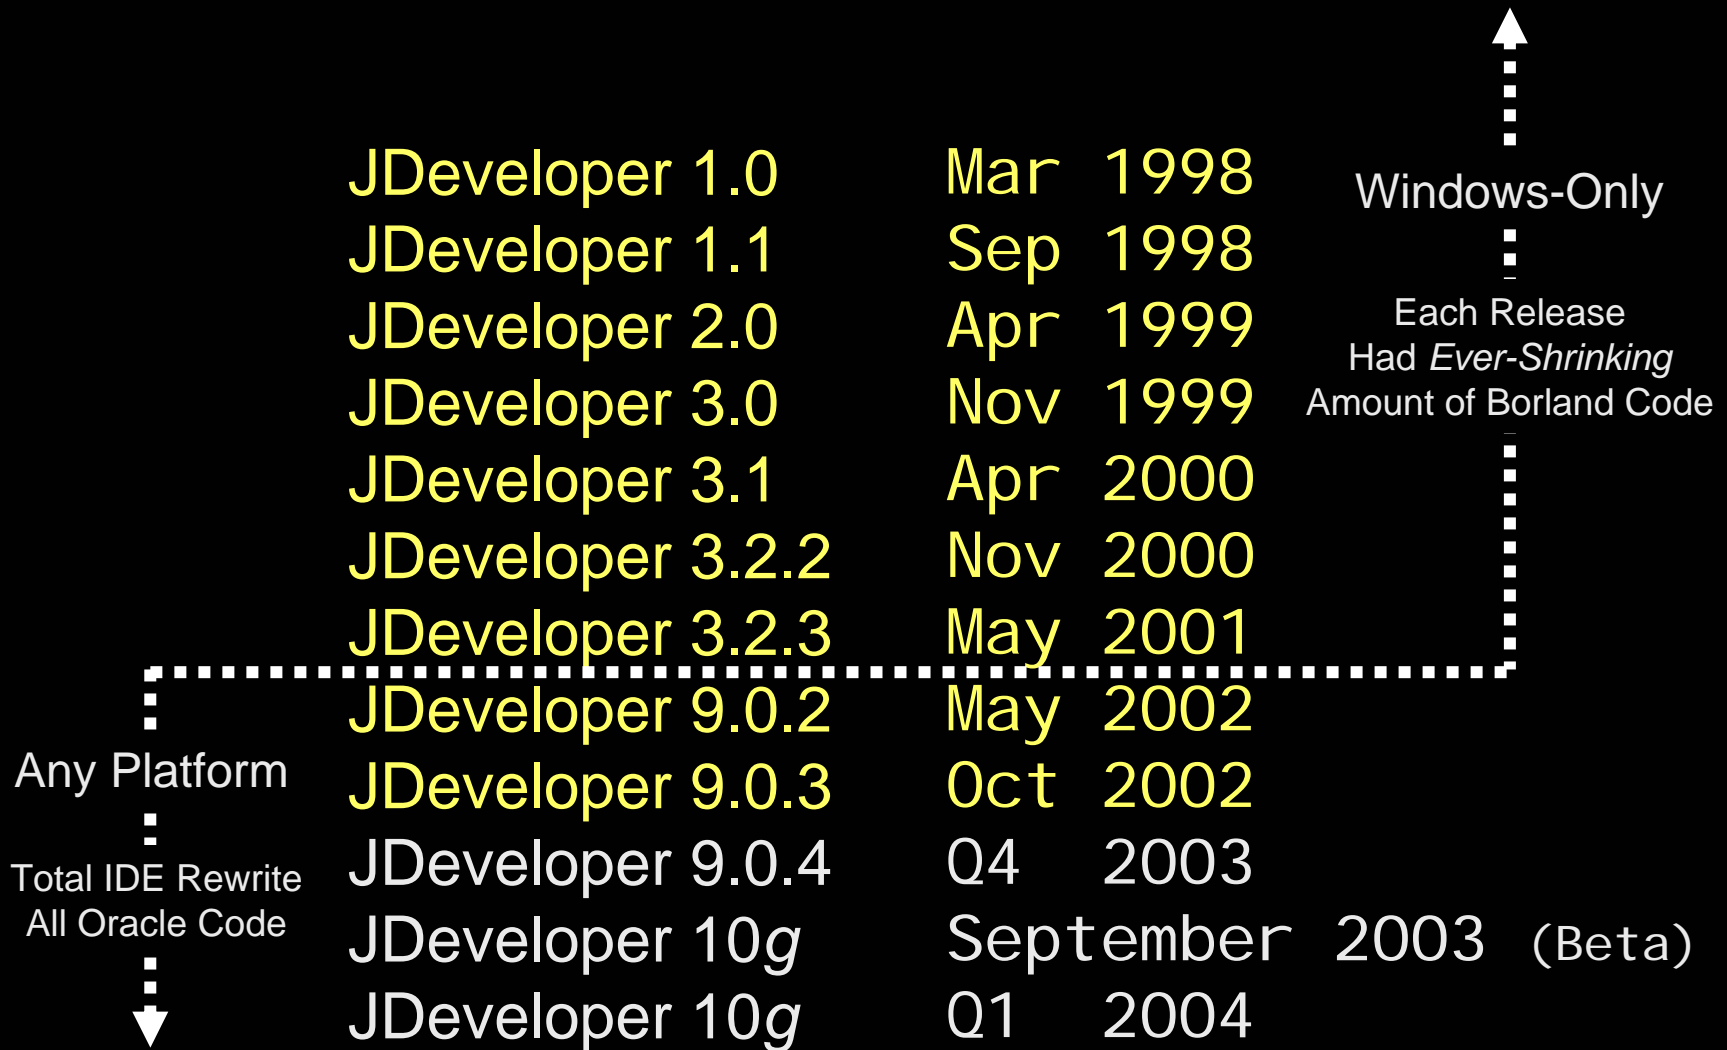 JDeveloper 1.0 Mar 1998
JDeveloper 1.1 Sep 1998
JDeveloper 2.0 Apr 1999
JDeveloper 3.0 Nov 1999
JDeveloper 3.1 Apr 2000
JDeveloper 3.2.2 Nov 2000
JDeveloper 3.2.3 May 2001
JDeveloper 9.0.2 May 2002
JDeveloper 9.0.3 Oct 2002
JDeveloper 9.0.4 Q4 2003
JDeveloper 10g September 2003 (Beta)
JDeveloper 10g Q1 2004
Windows-Only
Each Release
Had Ever-Shrinking
Amount of Borland Code
Any Platform
Total IDE Rewrite
All Oracle Code